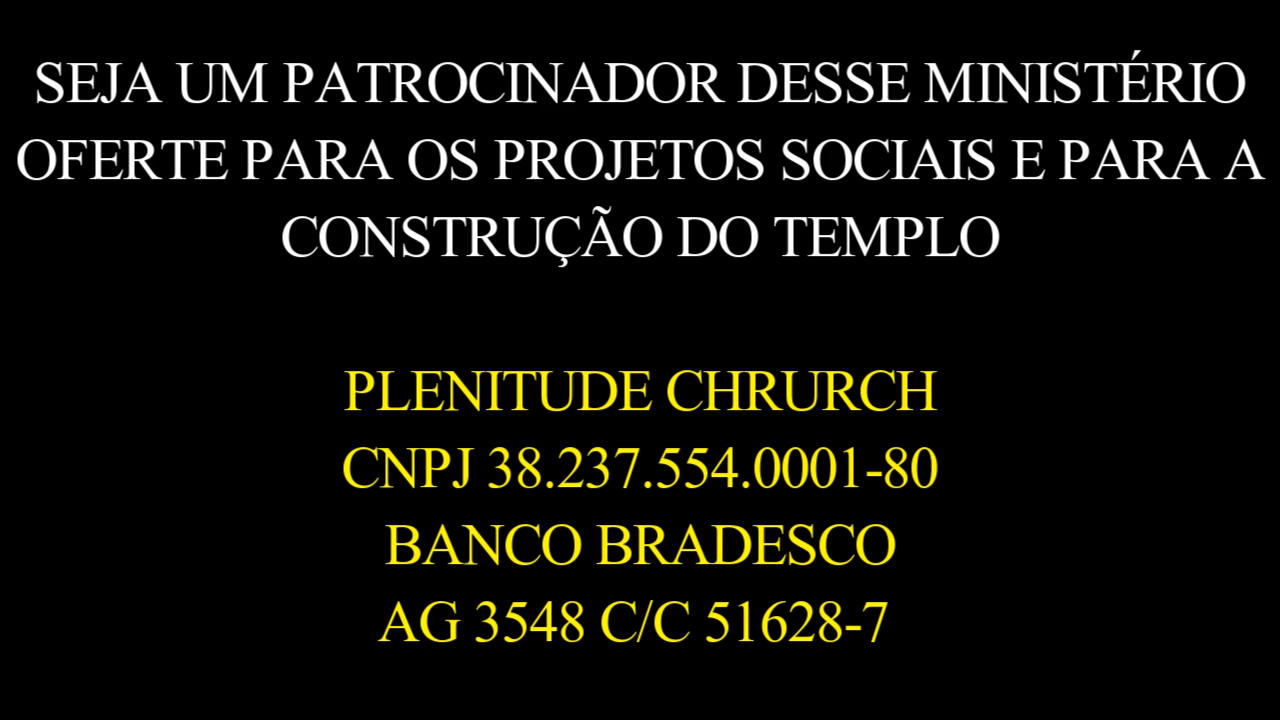 SEJA UM PATROCINADOR DESSE MINISTÉRIO
OFERTE PARA OS PROJETOS SOCIAIS E PARA A
CONSTRUÇÃO DO TEMPLO
PLENITUDE CHRURCH
CNPJ 38.237.554.0001-80
BANCO BRADESCO
AG 3548 C/C 51628-7